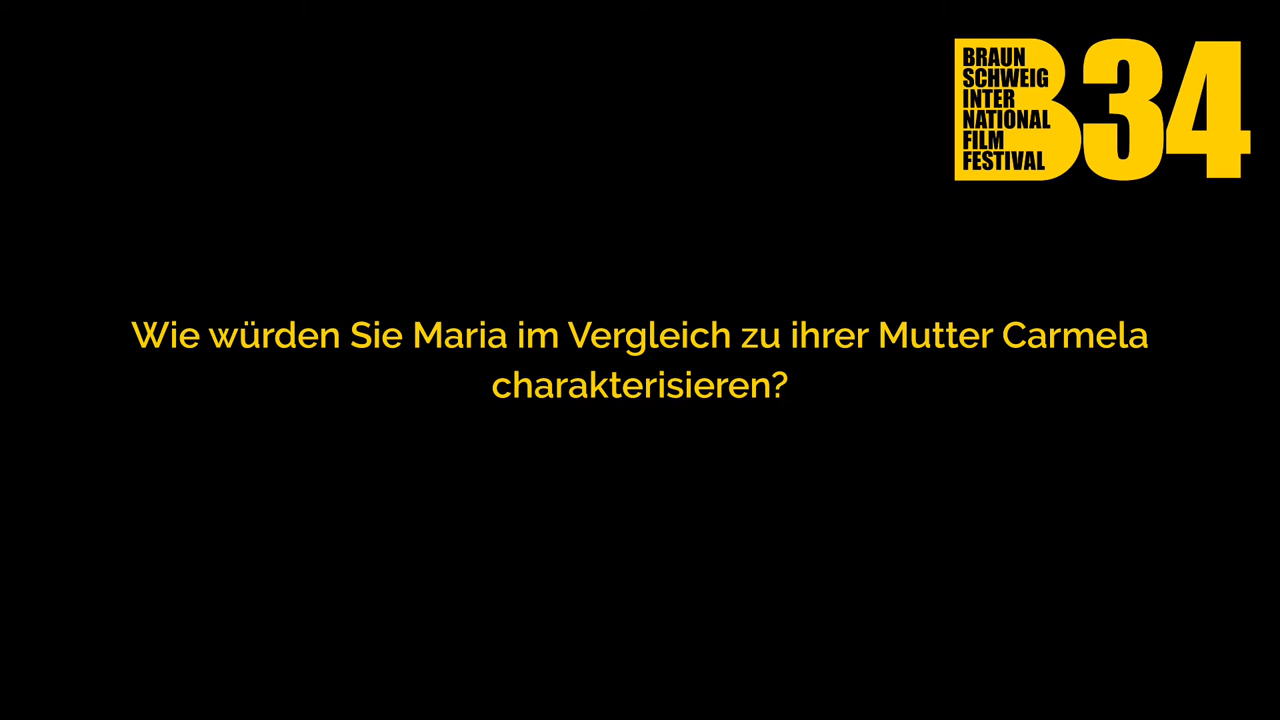 BRAUN
SCHWEIG
INTER
NATIONAL
FILM
FESTIVAL
B34
Wie würden Sie Maria im Vergleich zu ihrer Mutter Carmela
charakterisieren?